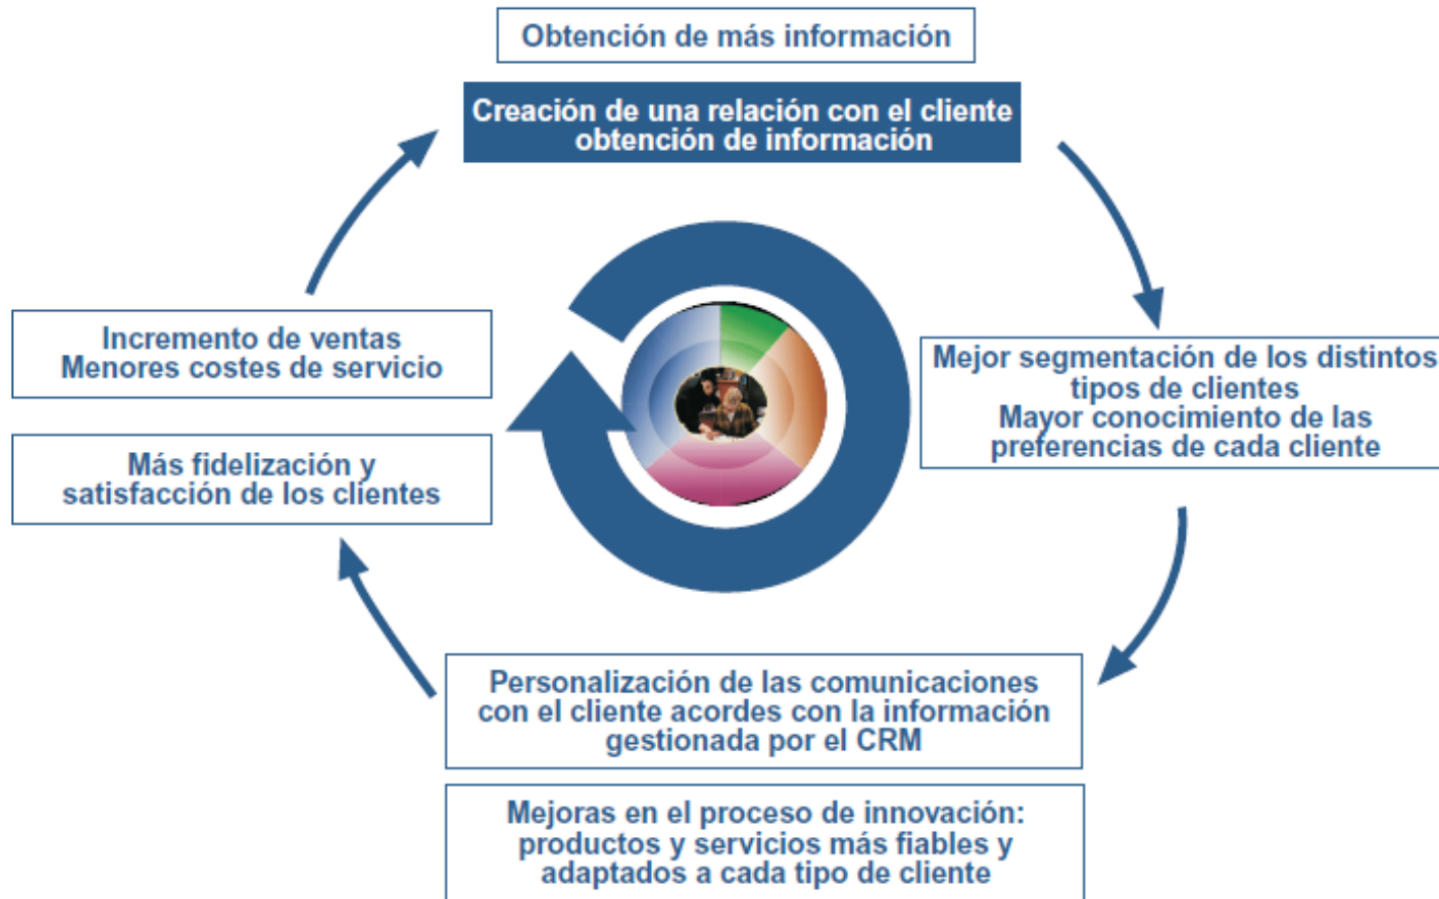 Obtención de más información
Creación de una relación con el cliente
obtención de información
Incremento de ventas
Menores costes de servicio
Más fidelización y
satisfacción de los clientes
Mejor segmentación de los distintos
tipos de clientes
Mayor conocimiento de las
preferencias de cada cliente
Personalización de las comunicaciones
con el cliente acordes con la información
gestionada por el CRM
Mejoras en el proceso de innovación:
productos y servicios más fiables y
adaptados a cada tipo de cliente